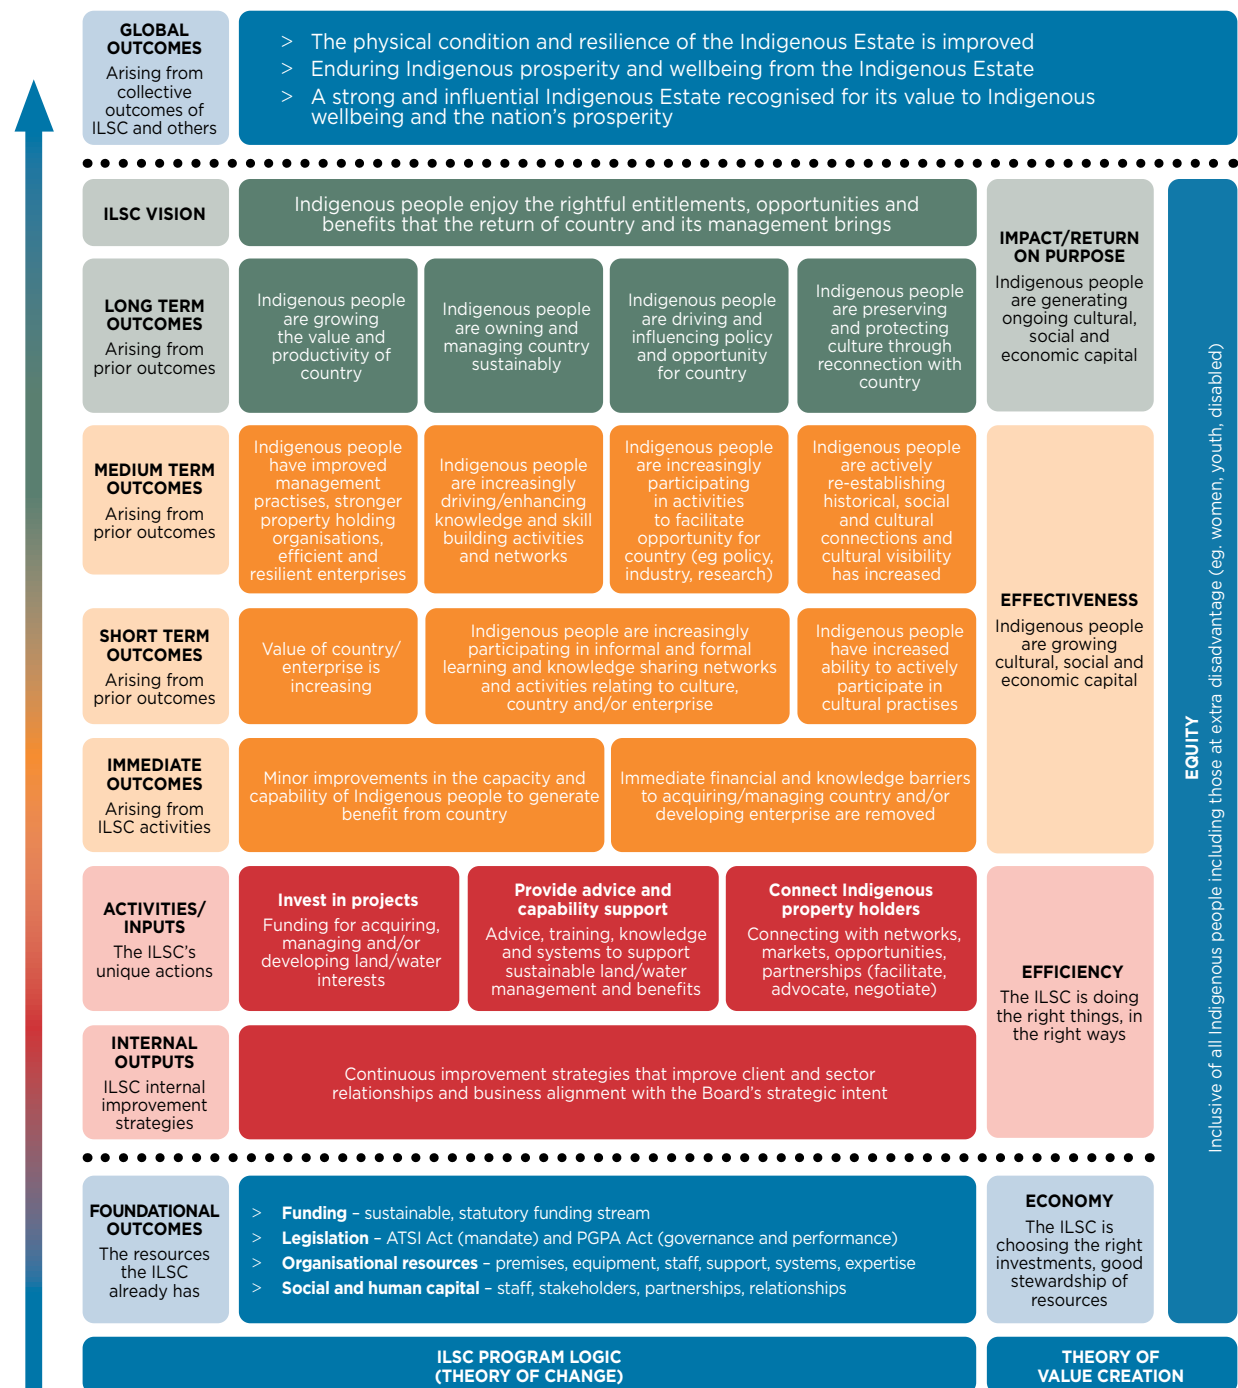 GLOBAL
OUTCOMES
Arising from
collective
outcomes of
ILSC and others
> The physical condition and resilience of the Indigenous Estate is improved
> Enduring Indigenous prosperity and wellbeing from the Indigenous Estate
> A strong and influential Indigenous Estate recognised for its value to Indigenous
wellbeing and the nation's prosperity
ILSC VISION
Indigenous people enjoy the rightful entitlements, opportunities and
benefits that the return of country and its management brings
LONG TERM
OUTCOMES
Arising from
prior outcomes
Indigenous people
are growing
the value and
productivity of
country
Indigenous people
are owning and
managing country
sustainably
Indigenous people
are driving and
influencing policy
and opportunity
for country
Indigenous people
are preserving
and protecting
culture through
reconnection with
country
IMPACT/RETURN
ON PURPOSE
Indigenous people
are generating
ongoing cultural,
social and
economic capital
MEDIUM TERM
OUTCOMES
Arising from
prior outcomes
Indigenous people
have improved
management
practises, stronger
property holding
organisations,
efficient and
resilient enterprises
Indigenous people
are increasingly
driving/enhancing
knowledge and skill
building activities
and networks
Indigenous people
are increasingly
participating
in activities
to facilitate
opportunity for
country (eg policy,
industry, research)
Indigenous people
are actively
re-establishing
historical, social
and cultural
connections and
cultural visibility
has increased
SHORT TERM
OUTCOMES
Arising from
prior outcomes
Value of country/
enterprise is
increasing
Indigenous people are increasingly
participating in informal and formal
learning and knowledge sharing networks
and activities relating to culture,
country and/or enterprise
Indigenous people
have increased
ability to actively
participate in
cultural practises
IMMEDIATE
OUTCOMES
Arising from
ILSC activities
Minor improvements in the capacity and
capability of Indigenous people to generate
benefit from country
Immediate financial and knowledge barriers
to acquiring/managing country and/or
developing enterprise are removed
EFFECTIVENESS
Indigenous people
are growing
cultural, social and
economic capital
ACTIVITIES/
INPUTS
The ILSC's
unique actions
Invest in projects
Funding for acquiring,
managing and/or
developing land/water
interests
Provide advice and
capability support
Advice, training, knowledge
and systems to support
sustainable land/water
management and benefits
Connect Indigenous
property holders
Connecting with networks,
markets, opportunities,
partnerships (facilitate,
advocate, negotiate)
INTERNAL
OUTPUTS
ILSC internal
improvement
strategies
Continuous improvement strategies that improve client and sector
relationships and business alignment with the Board's strategic intent
EFFICIENCY
The ILSC is doing
the right things, in
the right ways
FOUNDATIONAL
OUTCOMES
The resources
the ILSC
already has
> Funding – sustainable, statutory funding stream
> Legislation – ATSI Act (mandate) and PGPA Act (governance and performance)
> Organisational resources – premises, equipment, staff, support, systems, expertise
> Social and human capital – staff, stakeholders, partnerships, relationships
ECONOMY
The ILSC is
choosing the right
investments, good
stewardship of
resources
EQUITY
Inclusive of all Indigenous people including those at extra disadvantage (eg. women, youth, disabled)
ILSC PROGRAM LOGIC
(THEORY OF CHANGE)
THEORY OF
VALUE CREATION